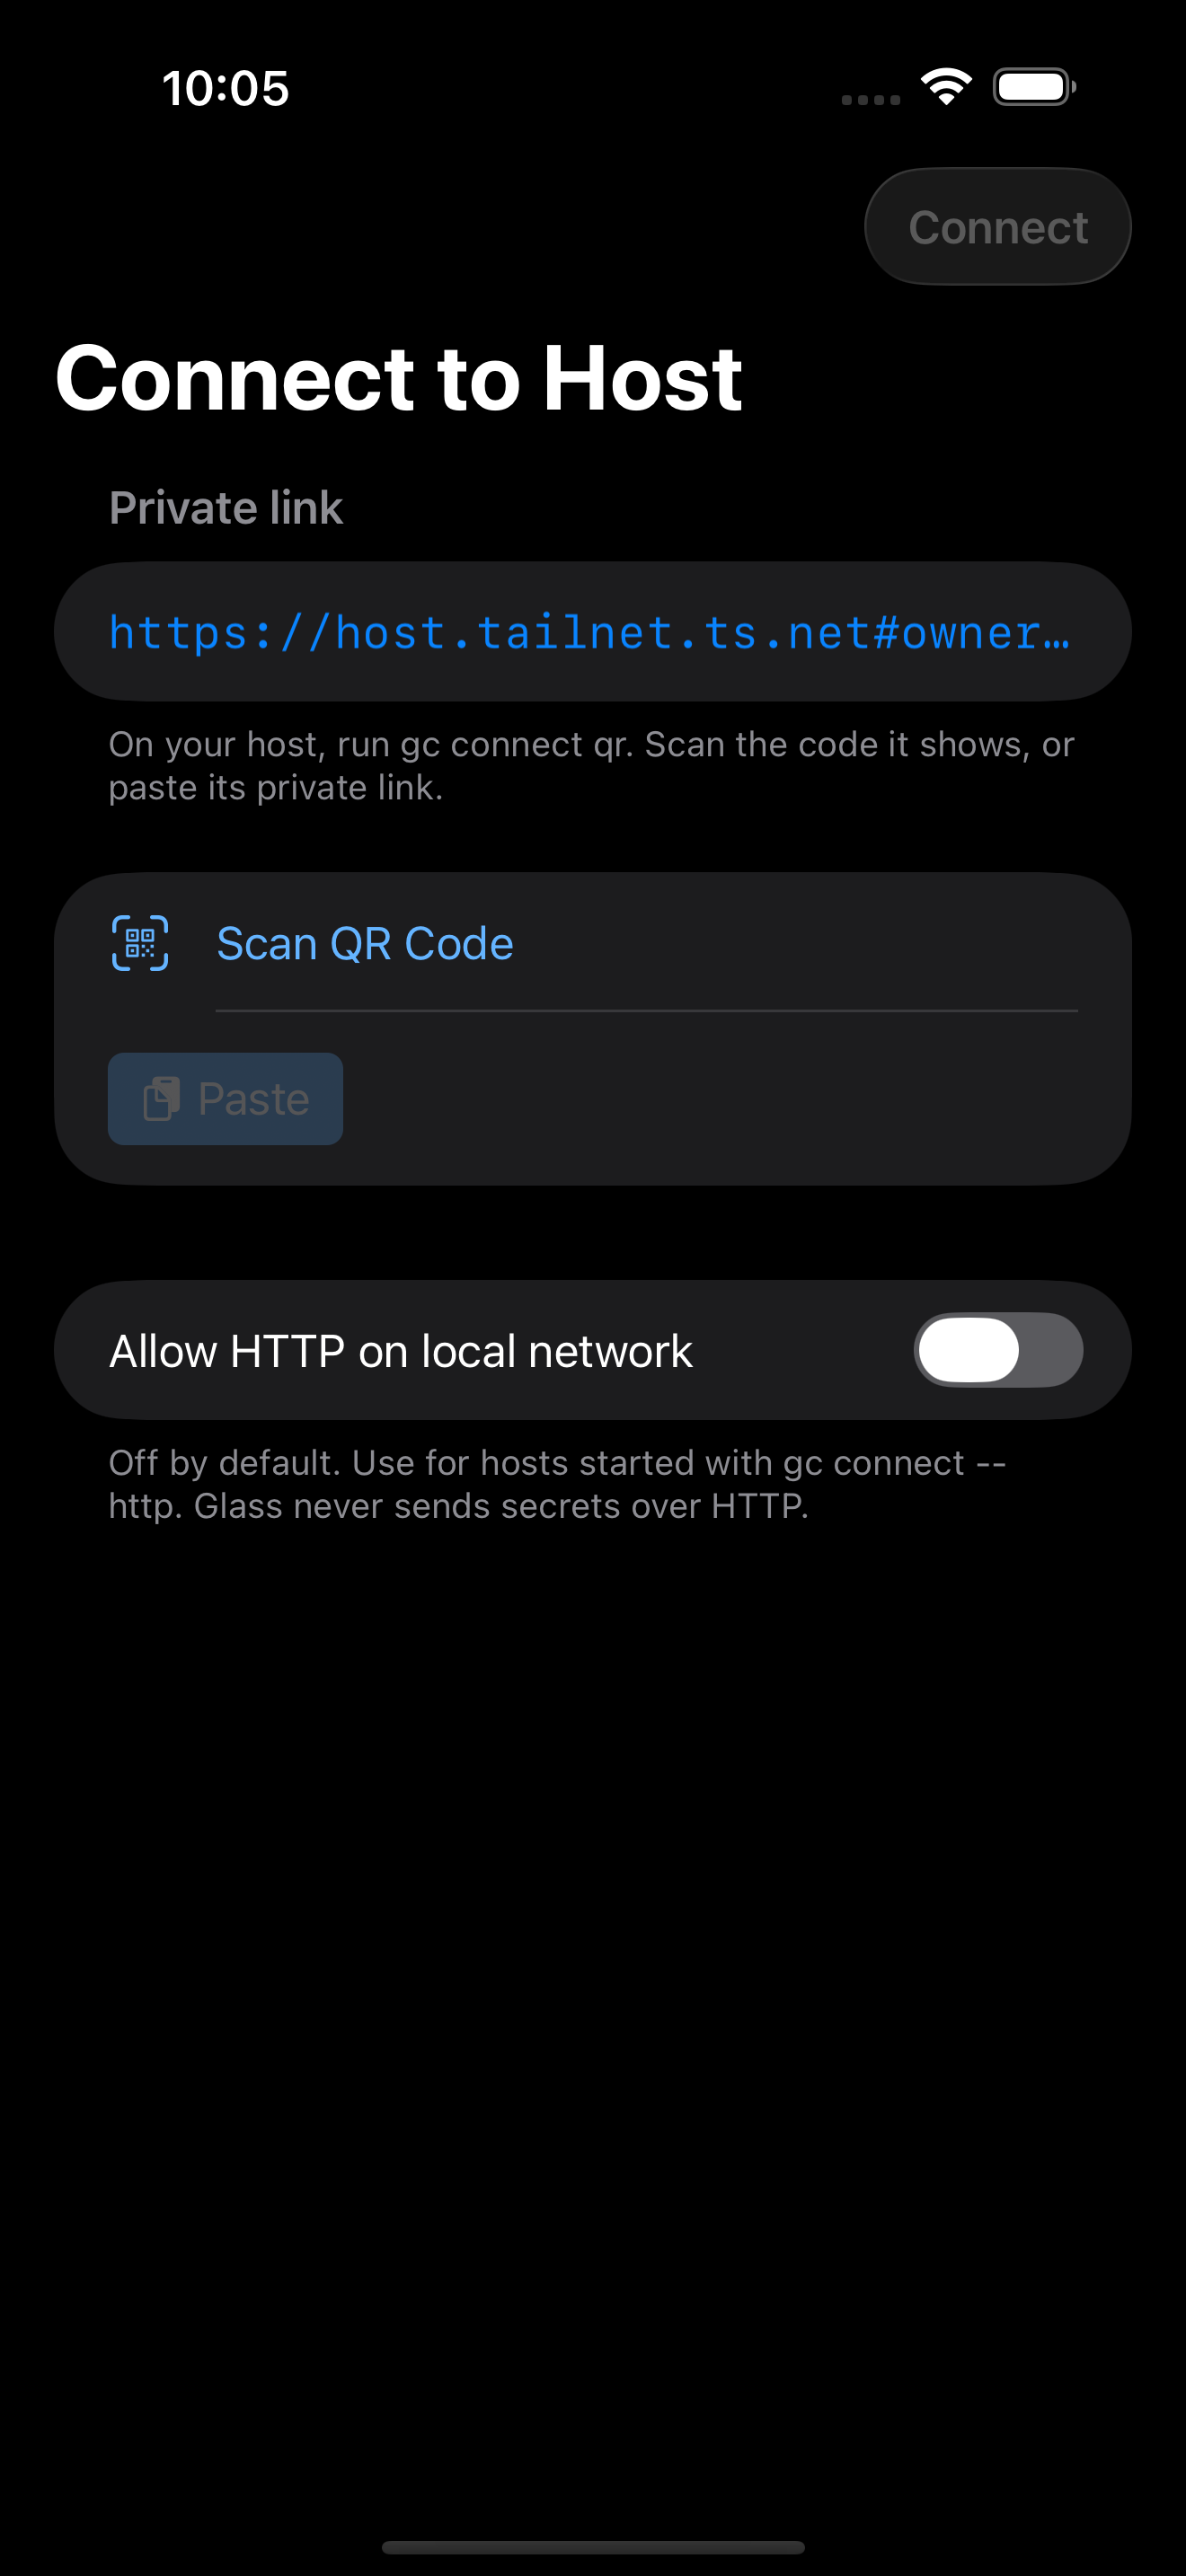 10:05
Connect
Connect to Host
Private link
https://host.tailnet.ts.net#owner…
On your host, run gc connect qr. Scan the code it shows, or
paste its private link.
Scan QR Code
Paste
Allow HTTP on local network
Off by default. Use for hosts started with gc connect --
http. Glass never sends secrets over HTTP.